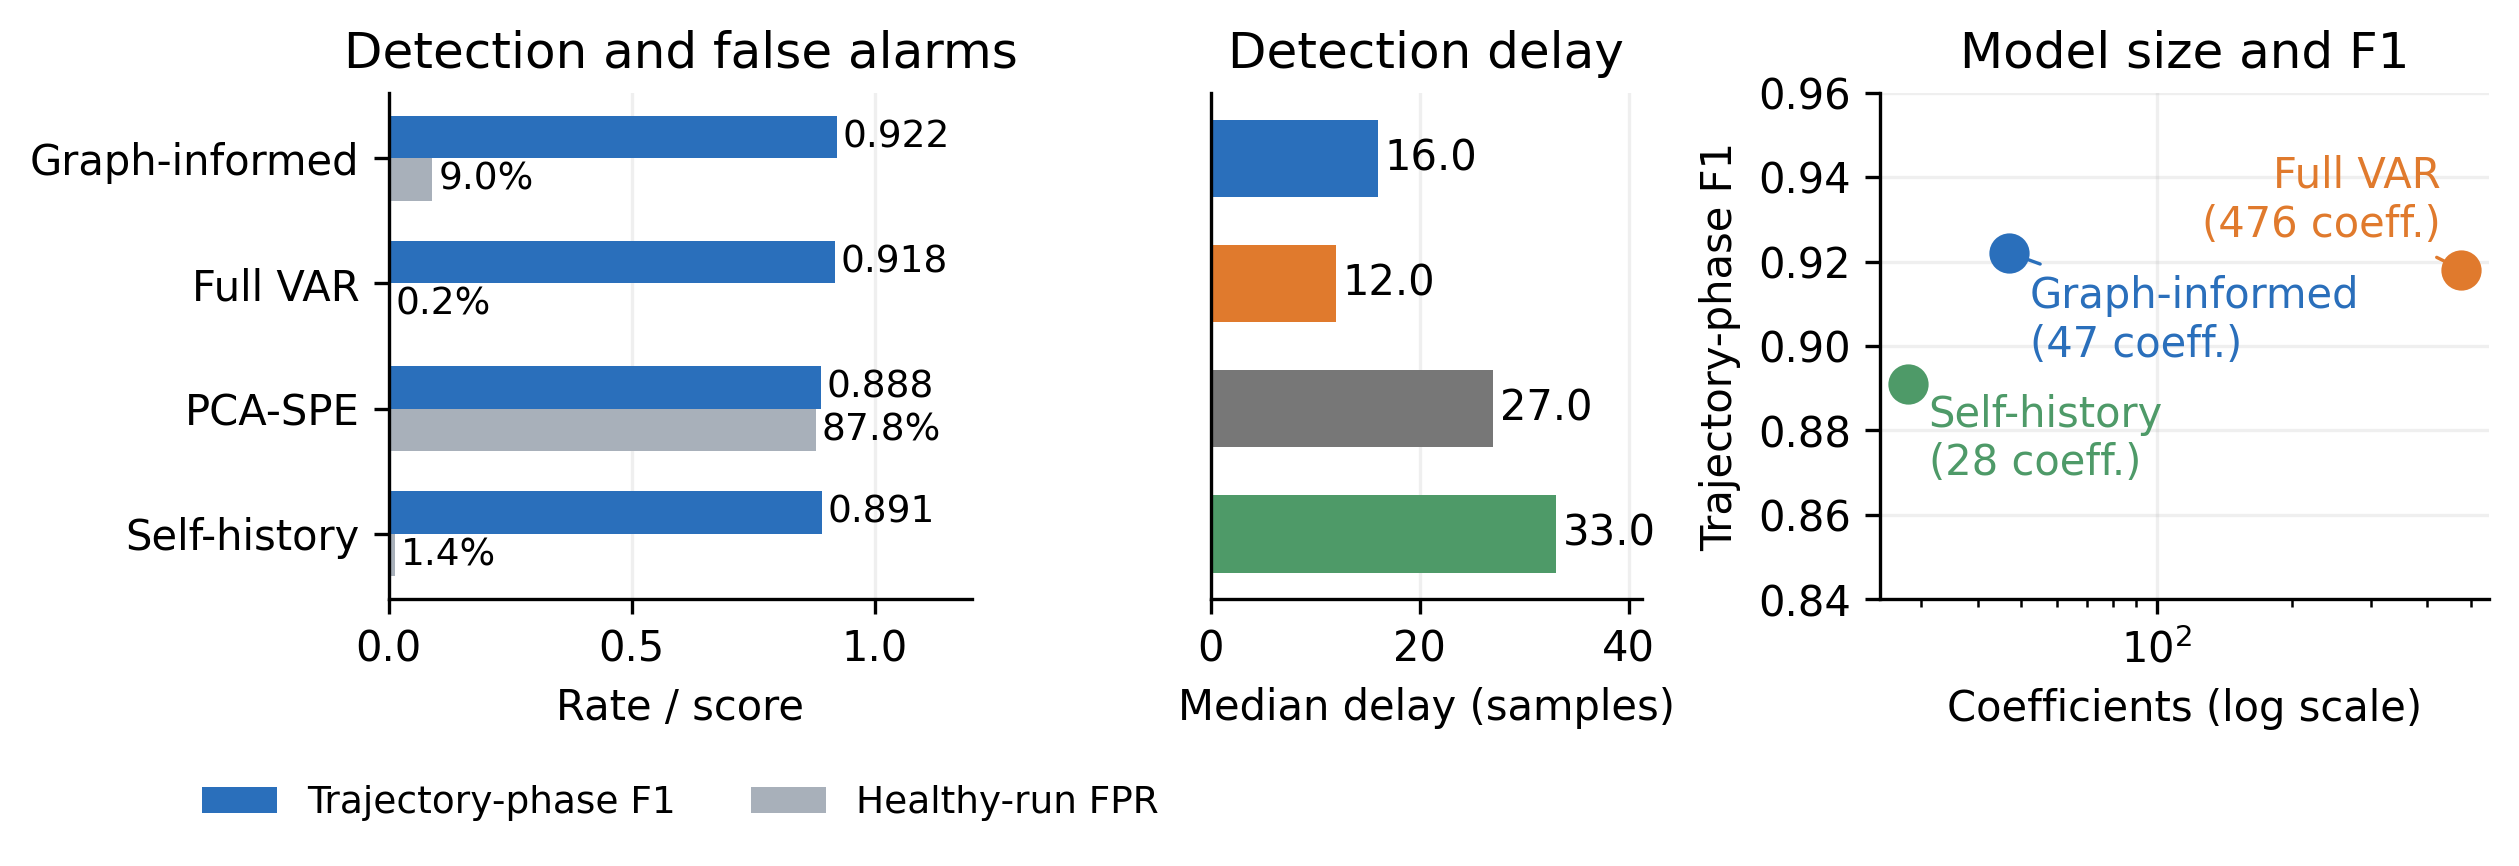 Detection and false alarms
Graph-informed
0.922
9.0%
Full VAR
0.918
0.2%
PCA-SPE
0.888
87.8%
Self-history
0.891
1.4%
0.0
0.5
1.0
Rate / score
Trajectory-phase F1
Healthy-run FPR
Detection delay
16.0
12.0
27.0
33.0
0
20
40
Median delay (samples)
Model size and F1
Trajectory-phase F1
0.96
0.94
0.92
0.90
0.88
0.86
0.84
Full VAR
(476 coeff.)
Graph-informed
(47 coeff.)
Self-history
(28 coeff.)
10²
Coefficients (log scale)